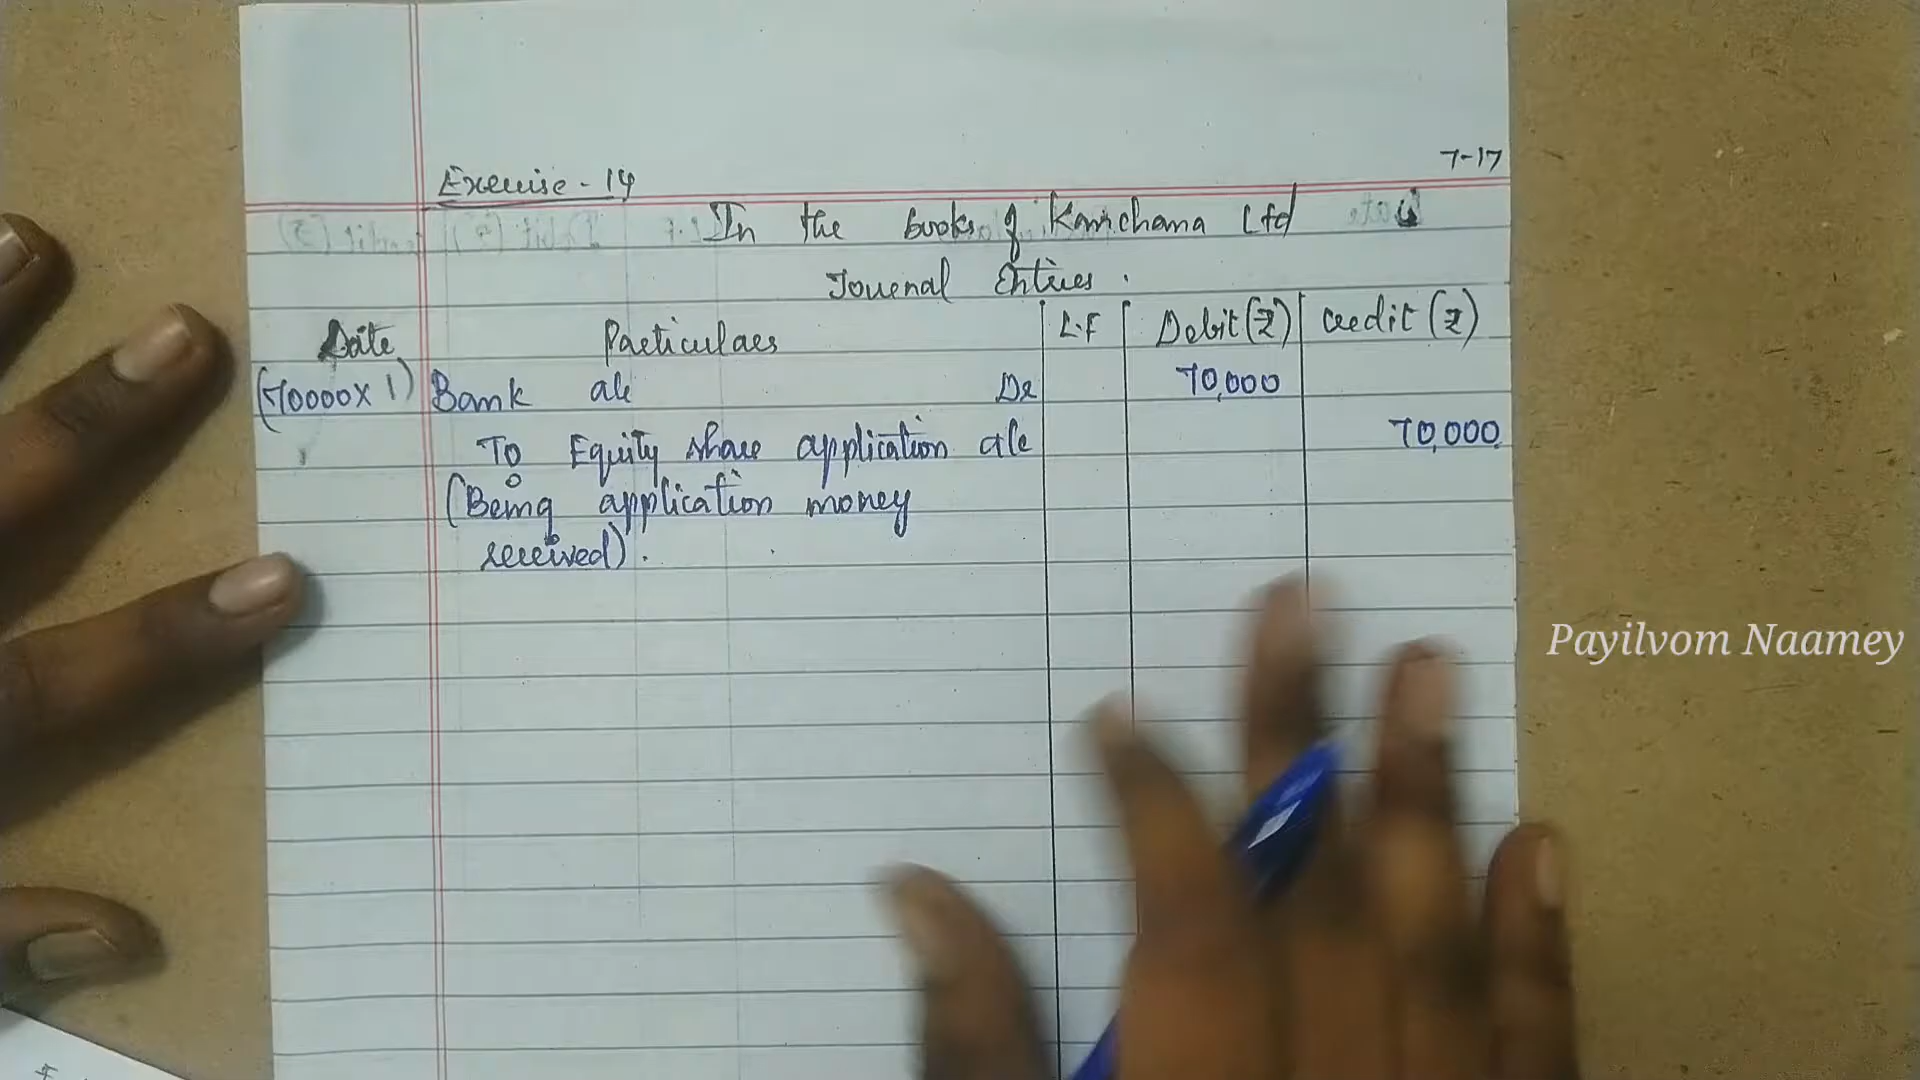 7-17
Exercise - 14
In the books of Kanchana Ltd
Journal Entries.
Date Particulars L.F Debit (₹) Credit (₹)
(70000 x 1) Bank a/c Dr 70,000
To Equity share application a/c 70,000
(Being application money
received).
Payilvom Naamey